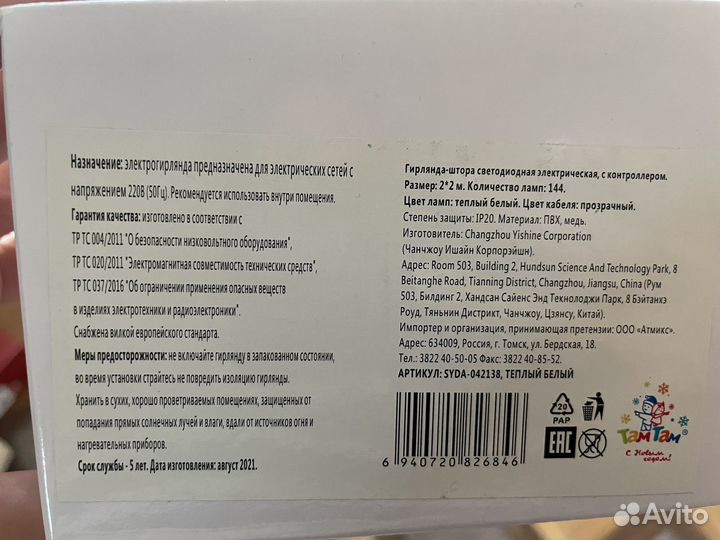 Назначение: электрогирлянда предназначена для электрических сетей с
напряжением 220В (50Гц). Рекомендуется использовать внутри помещения.
Гарантия качества: изготовлено в соответствии с
ТР ТС 004/2011 "О безопасности низковольтного оборудования",
ТР ТС 020/2011 "Электромагнитная совместимость технических средств",
ТР ТС 037/2016 "Об ограничении применения опасных веществ
в изделиях электротехники и радиоэлектроники".
Снабжена вилкой европейского стандарта.
Меры предосторожности: не включайте гирлянду в запакованном состоянии,
во время установки страйтесь не повредить изоляцию гирлянды.
Хранить в сухих, хорошо проветриваемых помещениях, защищенных от
попадания прямых солнечных лучей и влаги, вдали от источников огня и
нагревательных приборов.
Срок службы - 5 лет. Дата изготовления: август 2021.
Гирлянда-штора светодиодная электрическая, с контроллером.
Размер: 2*2 м. Количество ламп: 144.
Цвет ламп: теплый белый. Цвет кабеля: прозрачный.
Степень защиты: IP20. Материал: ПВХ, медь.
Изготовитель: Changzhou Yishine Corporation
(Чанчжоу Ишайн Корпорэйшн).
Адрес: Room 503, Building 2, Hundsun Science And Technology Park, 8
Beitanghe Road, Tianning District, Changzhou, Jiangsu, China (Рум
503, Билдинг 2, Хандсан Сайенс Энд Текнолоджи Парк, 8 Бэйтанхэ
Роуд, Тяньнин Дистрикт, Чанчжоу, Цзянсу, Китай).
Импортер и организация, принимающая претензии: ООО «Атмикс».
Адрес: 634009, Россия, г. Томск, ул. Бердская, 18.
Тел.: 3822 40-50-05 Факс: 3822 40-85-52.
АРТИКУЛ: SYDA-042138, ТЕПЛЫЙ БЕЛЫЙ
6 940720 826846
20
PAP
EAC
ТамТам®
С Новым
годом!
Avito